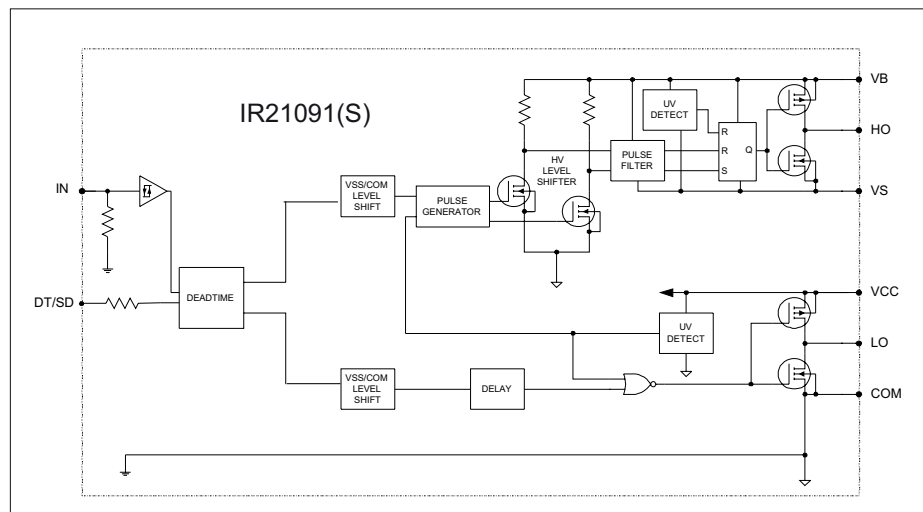 IR21091(S)
VB
UV
DETECT
HO
R
R
Q
S
PULSE
FILTER
HV
LEVEL
SHIFTER
VS
IN
VSS/COM
LEVEL
SHIFT
PULSE
GENERATOR
DT/SD
DEADTIME
VCC
UV
DETECT
LO
VSS/COM
LEVEL
SHIFT
DELAY
COM